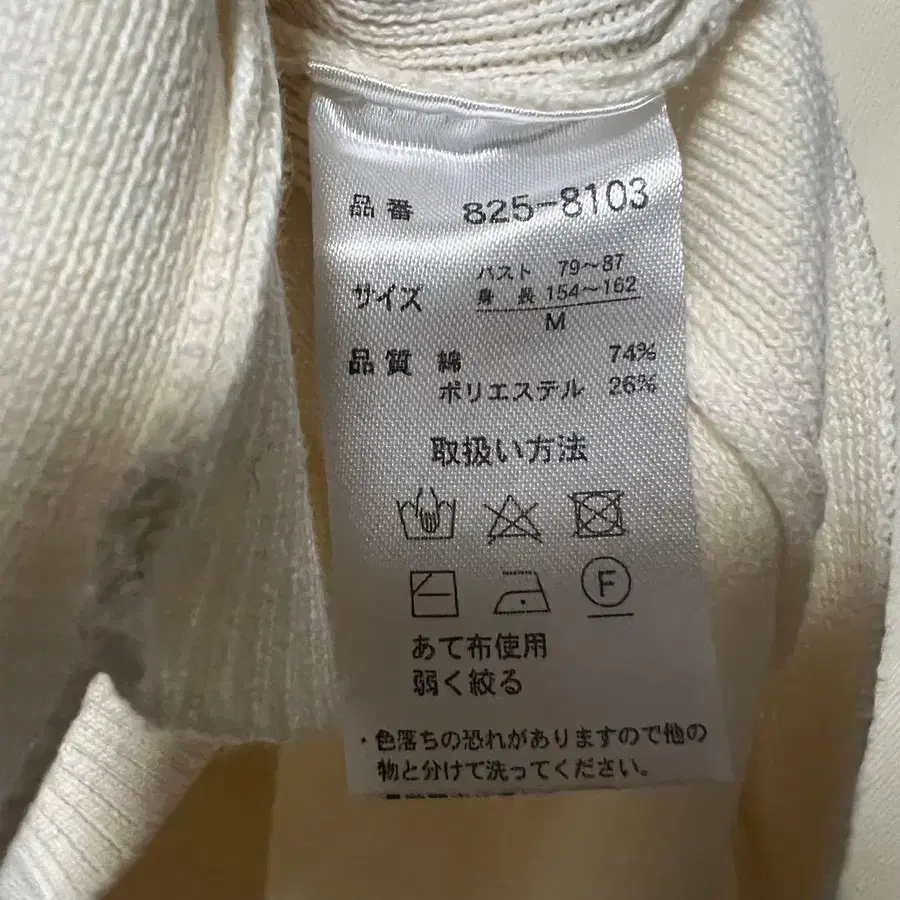 品番 825-8103
サイズ バスト 79～87
身長 154～162
M
品質 綿 74%
ポリエステル 26%
取扱い方法
F
あて布使用
弱く絞る
・色落ちの恐れがありますので他の
物と分けて洗ってください。